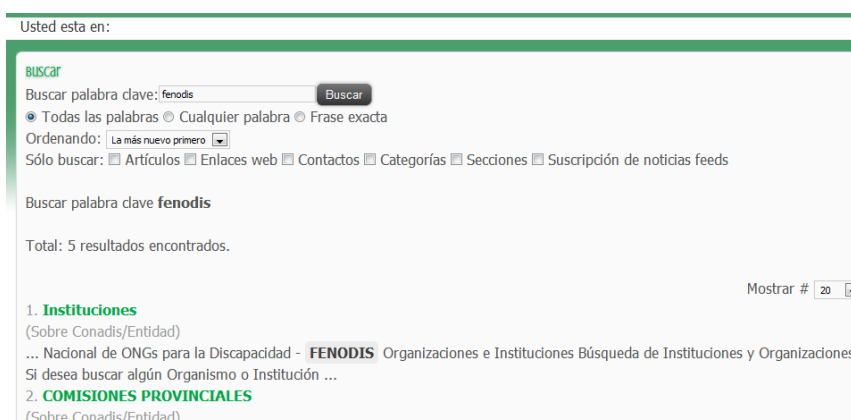 Usted esta en:
Buscar
Buscar palabra clave: fenodis Buscar
Todas las palabras Cualquier palabra Frase exacta
Ordenando: La más nuevo primero
Sólo buscar: Artículos Enlaces web Contactos Categorías Secciones Suscripción de noticias feeds
Buscar palabra clave fenodis
Total: 5 resultados encontrados.
Mostrar # 20
1. Instituciones
(Sobre Conadis/Entidad)
... Nacional de ONGs para la Discapacidad - FENODIS Organizaciones e Instituciones Búsqueda de Instituciones y Organizaciones
Si desea buscar algún Organismo o Institución ...
2. COMISIONES PROVINCIALES
(Sobre Conadis/Entidad)